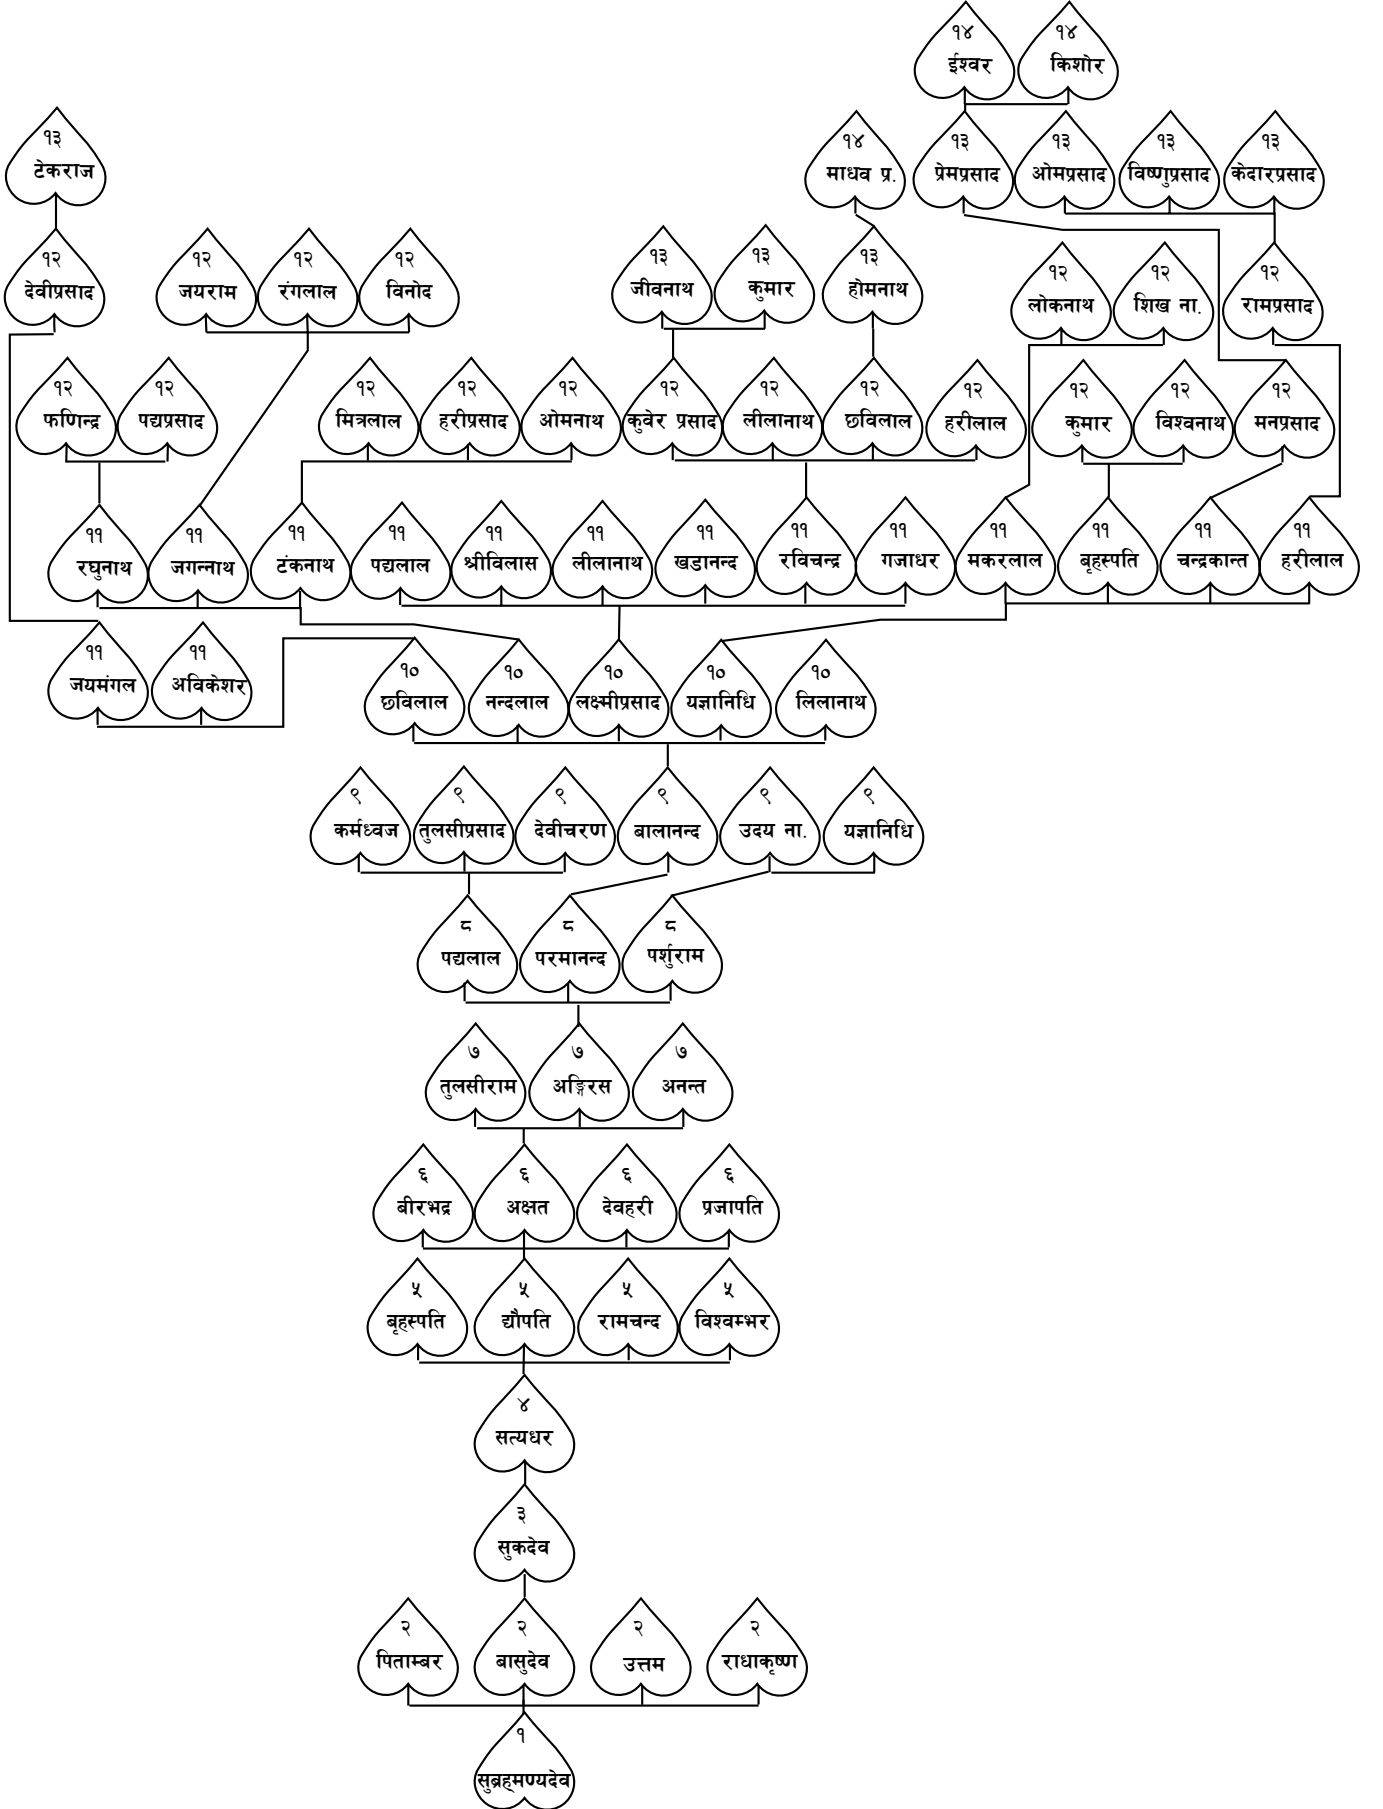 १४
ईश्वर
१४
किशोर
१३
टेकराज
१४
माधव प्र.
१३
प्रेमप्रसाद
१३
ओमप्रसाद
१३
विष्णुप्रसाद
१३
केदारप्रसाद
१२
देवीप्रसाद
१२
जयराम
१२
रंगलाल
१२
विनोद
१३
जीवनाथ
१३
कुमार
१३
होमनाथ
१२
लोकनाथ
१२
शिख ना.
१२
रामप्रसाद
१२
फणिन्द्र
१२
पद्यप्रसाद
१२
मित्रलाल
१२
हरीप्रसाद
१२
ओमनाथ
१२
कुवेर प्रसाद
१२
लीलानाथ
१२
छविलाल
१२
हरीलाल
१२
कुमार
१२
विश्वनाथ
१२
मनप्रसाद
११
रघुनाथ
११
जगन्नाथ
११
टंकनाथ
११
पद्यलाल
११
श्रीविलास
११
लीलानाथ
११
खडानन्द
११
रविचन्द्र
११
गजाधर
११
मकरलाल
११
बृहस्पति
११
चन्द्रकान्त
११
हरीलाल
११
जयमंगल
११
अविकेशर
१०
छविलाल
१०
नन्दलाल
१०
लक्ष्मीप्रसाद
१०
यज्ञानिधि
१०
लिलानाथ
९
कर्मध्वज
९
तुलसीप्रसाद
९
देवीचरण
९
बालानन्द
९
उदय ना.
९
यज्ञानिधि
८
पद्यलाल
८
परमानन्द
८
पर्शुराम
७
तुलसीराम
७
अङ्गिरस
७
अनन्त
६
बीरभद्र
६
अक्षत
६
देवहरी
६
प्रजापति
५
बृहस्पति
५
द्यौपति
५
रामचन्द
५
विश्वम्भर
४
सत्यधर
३
सुकदेव
२
पिताम्बर
२
बासुदेव
२
उत्तम
२
राधाकृष्ण
१
सुब्रह्मण्यदेव